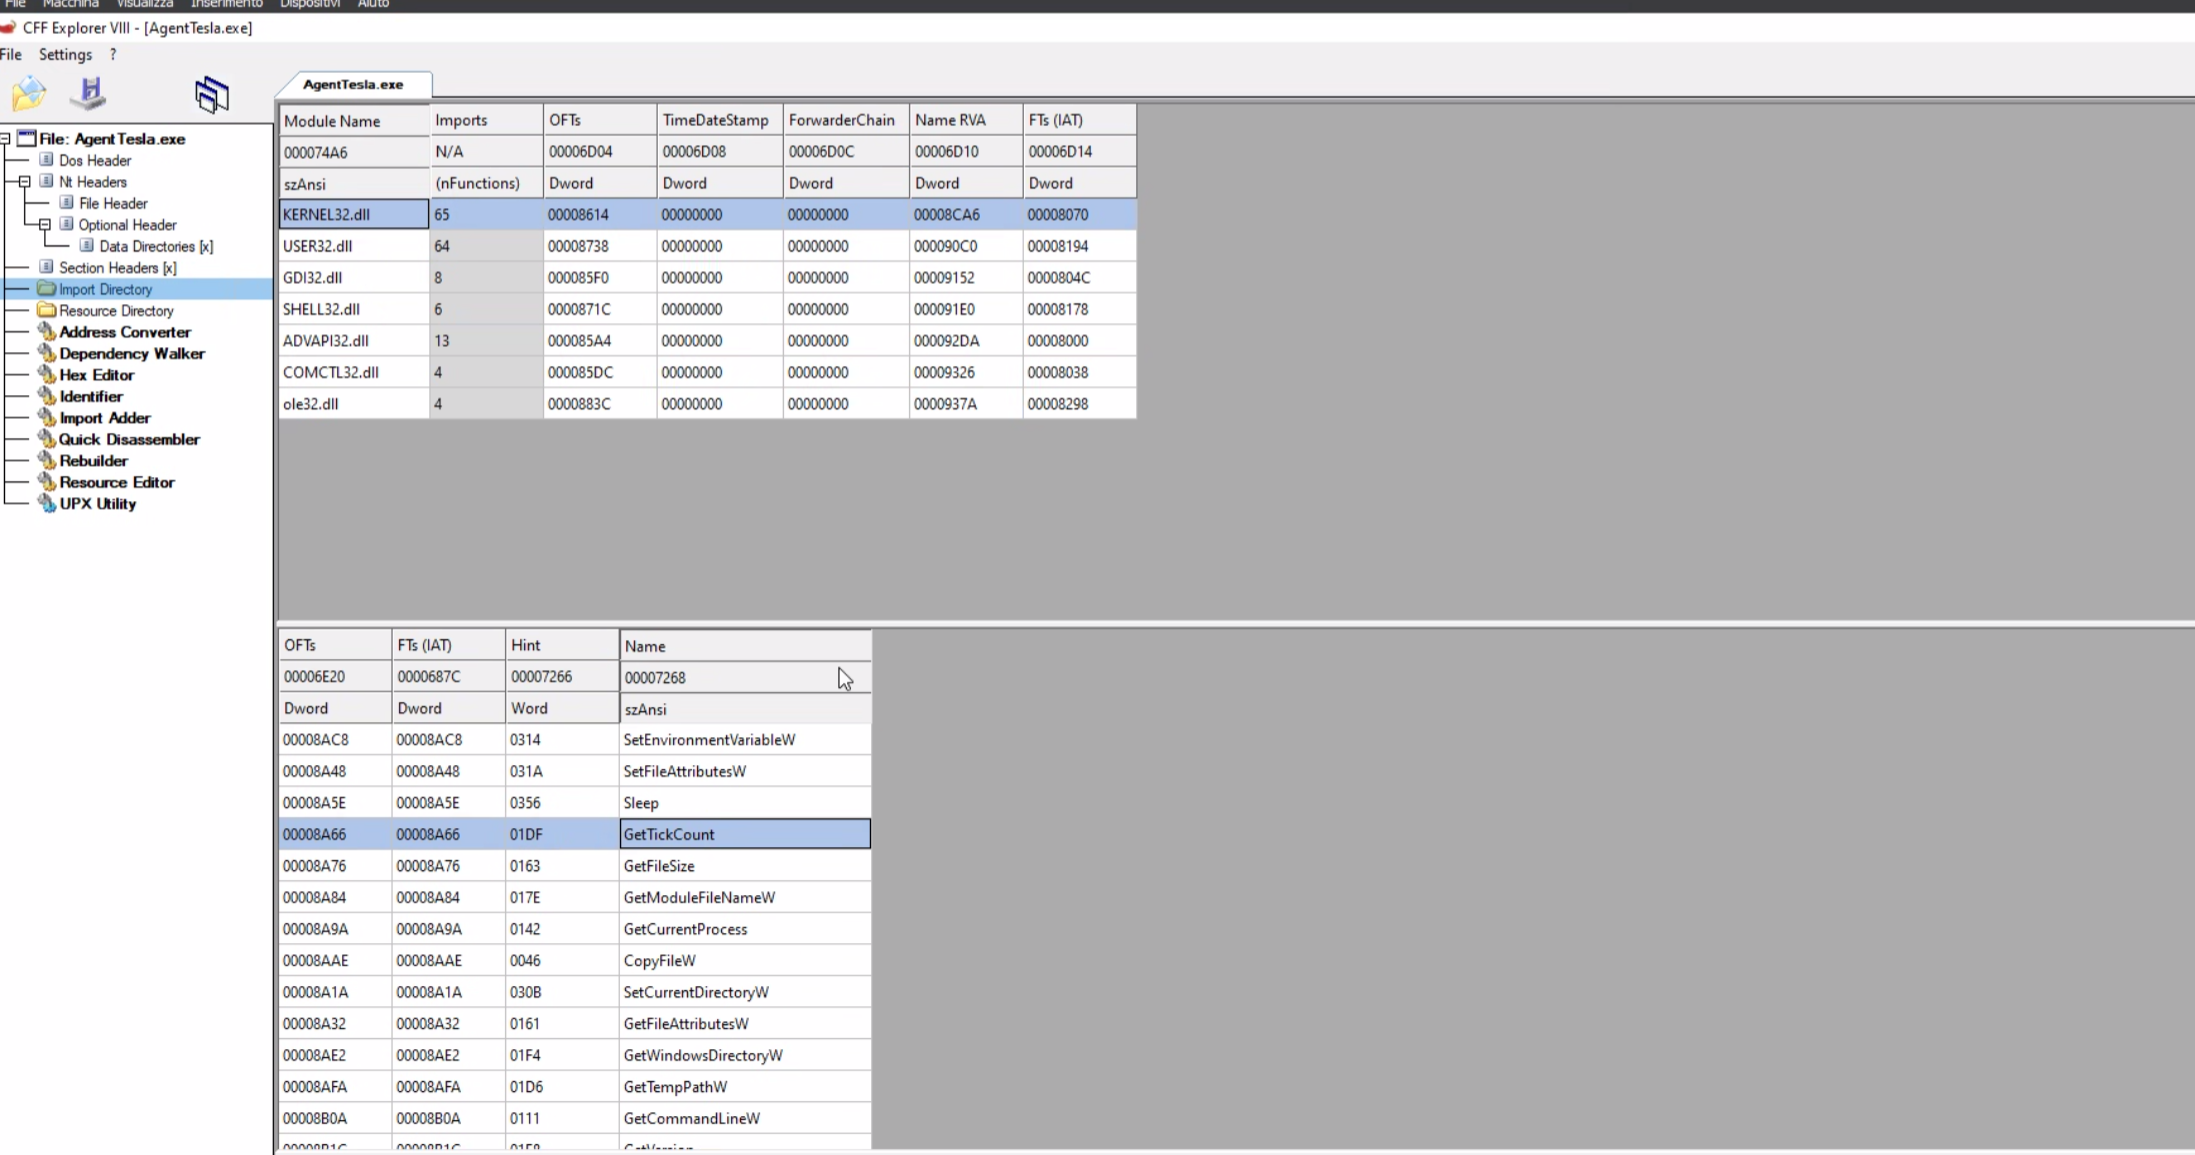 File Macchina Visualizza Inserimento Dispositivi Aiuto
CFF Explorer VIII - [AgentTesla.exe]
File Settings ?
AgentTesla.exe
File: AgentTesla.exe
Dos Header
Nt Headers
File Header
Optional Header
Data Directories [x]
Section Headers [x]
Import Directory
Resource Directory
Address Converter
Dependency Walker
Hex Editor
Identifier
Import Adder
Quick Disassembler
Rebuilder
Resource Editor
UPX Utility
Module Name Imports OFTs TimeDateStamp ForwarderChain Name RVA FTs (IAT)
000074A6 N/A 00006D04 00006D08 00006D0C 00006D10 00006D14
szAnsi (nFunctions) Dword Dword Dword Dword Dword
KERNEL32.dll 65 00008614 00000000 00000000 00008CA6 00008070
USER32.dll 64 00008738 00000000 00000000 000090C0 00008194
GDI32.dll 8 000085F0 00000000 00000000 00009152 0000804C
SHELL32.dll 6 0000871C 00000000 00000000 000091E0 00008178
ADVAPI32.dll 13 000085A4 00000000 00000000 000092DA 00008000
COMCTL32.dll 4 000085DC 00000000 00000000 00009326 00008038
ole32.dll 4 0000883C 00000000 00000000 0000937A 00008298
OFTs FTs (IAT) Hint Name
00006E20 0000687C 00007266 00007268
Dword Dword Word szAnsi
00008AC8 00008AC8 0314 SetEnvironmentVariableW
00008A48 00008A48 031A SetFileAttributesW
00008A5E 00008A5E 0356 Sleep
00008A66 00008A66 01DF GetTickCount
00008A76 00008A76 0163 GetFileSize
00008A84 00008A84 017E GetModuleFileNameW
00008A9A 00008A9A 0142 GetCurrentProcess
00008AAE 00008AAE 0046 CopyFileW
00008A1A 00008A1A 030B SetCurrentDirectoryW
00008A32 00008A32 0161 GetFileAttributesW
00008AE2 00008AE2 01F4 GetWindowsDirectoryW
00008AFA 00008AFA 01D6 GetTempPathW
00008B0A 00008B0A 0111 GetCommandLineW